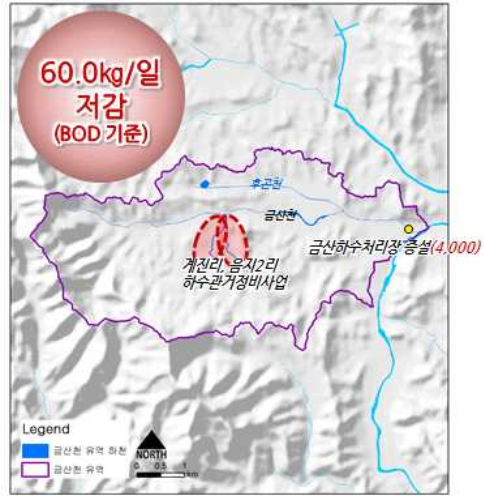 60.0kg/일
저감
(BOD 기준)
후곤천
금산천
금산하수처리장 증설(4,000)
계진리, 음지2리
하수관거정비사업
Legend
금산천 유역 하천
금산천 유역
NORTH
0 0.5 1
km